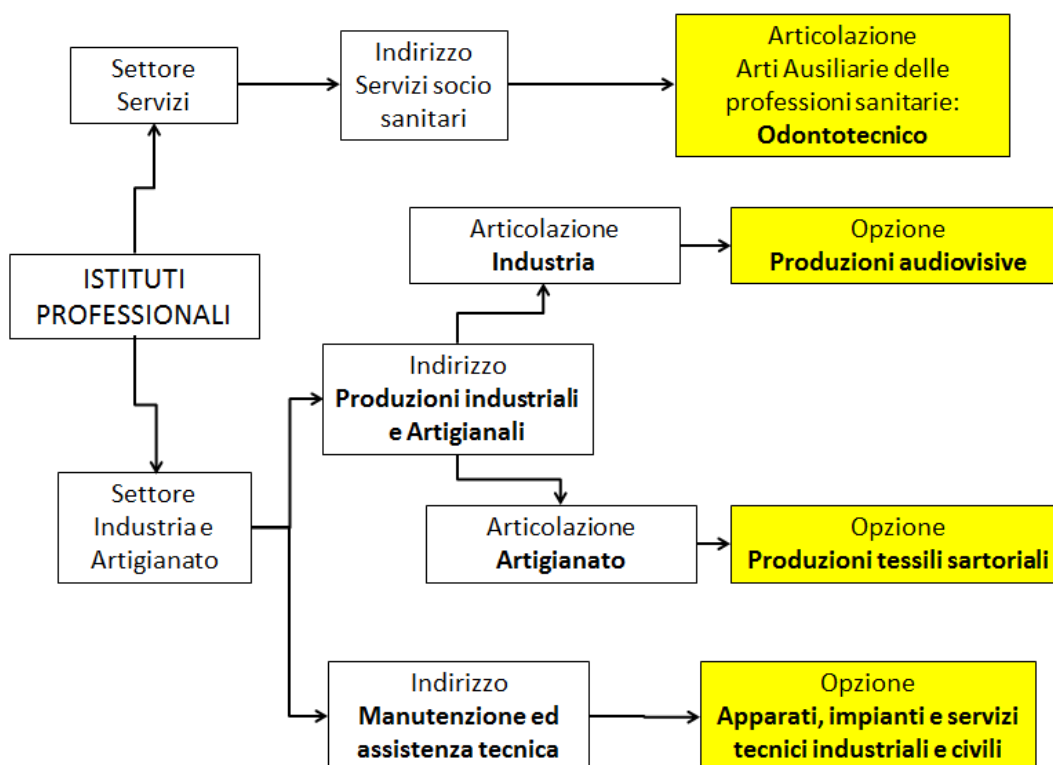 Settore
Servizi
Indirizzo
Servizi socio
sanitari
Articolazione
Arti Ausiliarie delle
professioni sanitarie:
Odontotecnico
ISTITUTI
PROFESSIONALI
Articolazione
Industria
Opzione
Produzioni audiovisive
Indirizzo
Produzioni industriali
e Artigianali
Settore
Industria e
Artigianato
Articolazione
Artigianato
Opzione
Produzioni tessili sartoriali
Indirizzo
Manutenzione ed
assistenza tecnica
Opzione
Apparati, impianti e servizi
tecnici industriali e civili